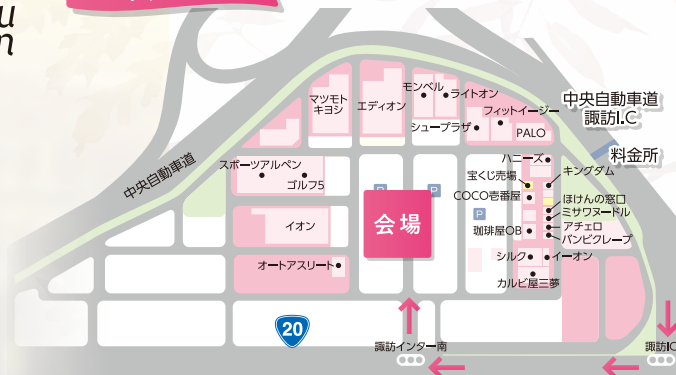 モンベル
ライトオン
マツモト
キヨシ
エディオン
フィットイージー
シュープラザ
PALO
中央自動車道
諏訪I.C
料金所
中央自動車道
スポーツアルペン
ゴルフ5
ハニーズ
キングダム
宝くじ売場
COCO壱番屋
ほけんの窓口
ミサワヌードル
アチェロ
バンビクレープ
珈琲屋OB
P
P
P
会場
イオン
オートアスリート
シルク
イーオン
カルビ屋三夢
20
諏訪インター南
諏訪IC